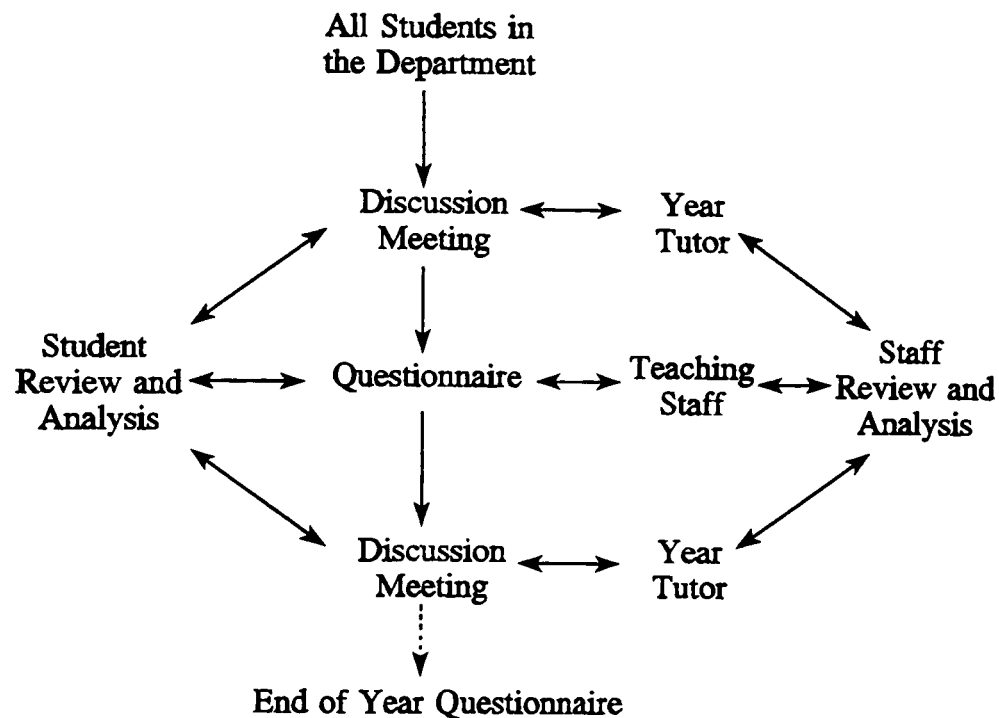 All Students in
the Department
Discussion
Meeting
Year
Tutor
Student
Review and
Analysis
Questionnaire
Teaching
Staff
Staff
Review and
Analysis
Discussion
Meeting
Year
Tutor
End of Year Questionnaire